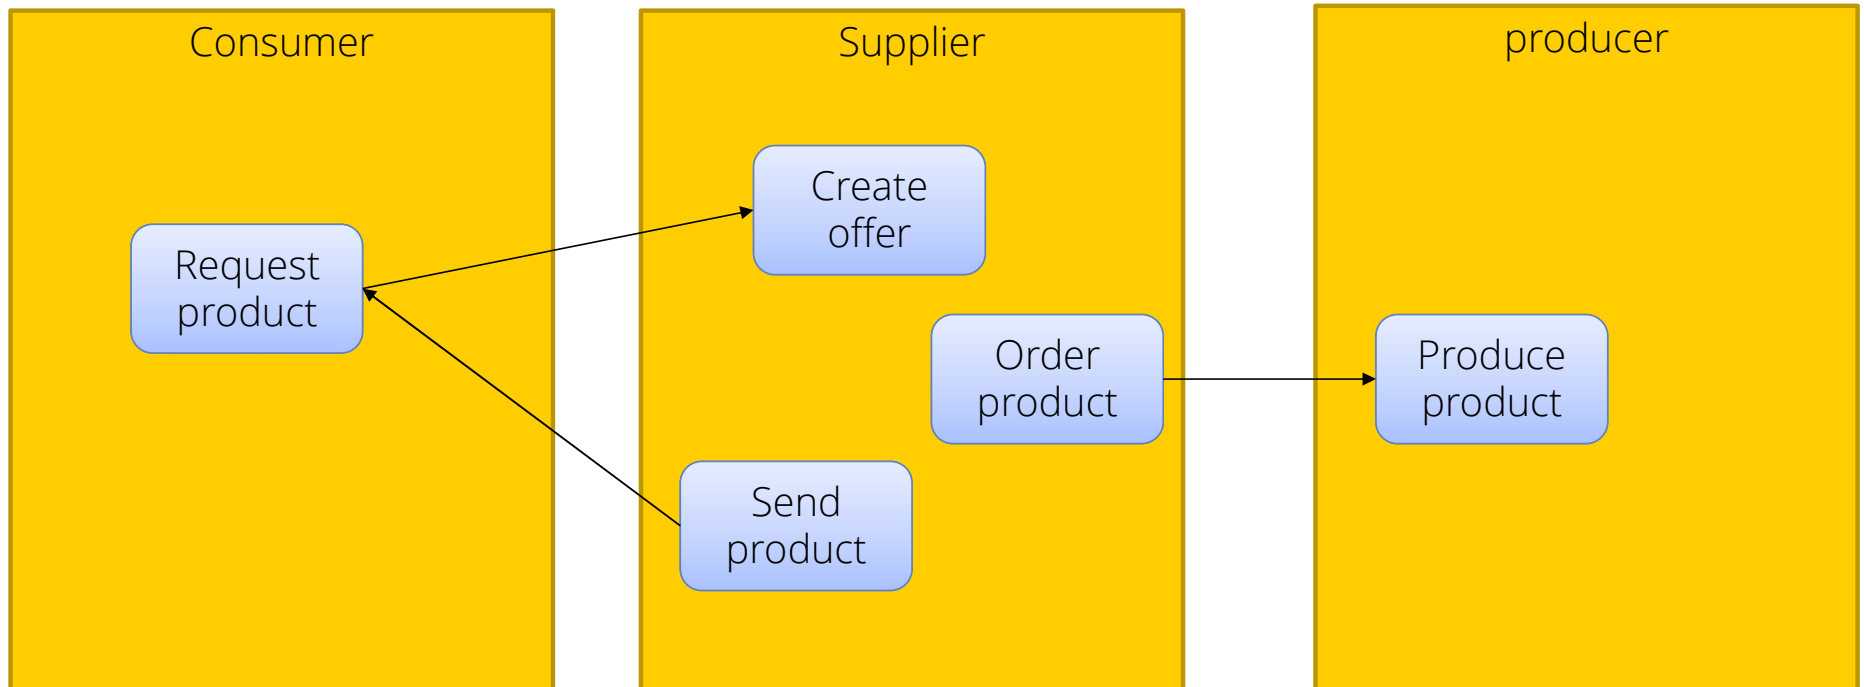 Consumer
Supplier
producer
Create
offer
Request
product
Order
product
Produce
product
Send
product